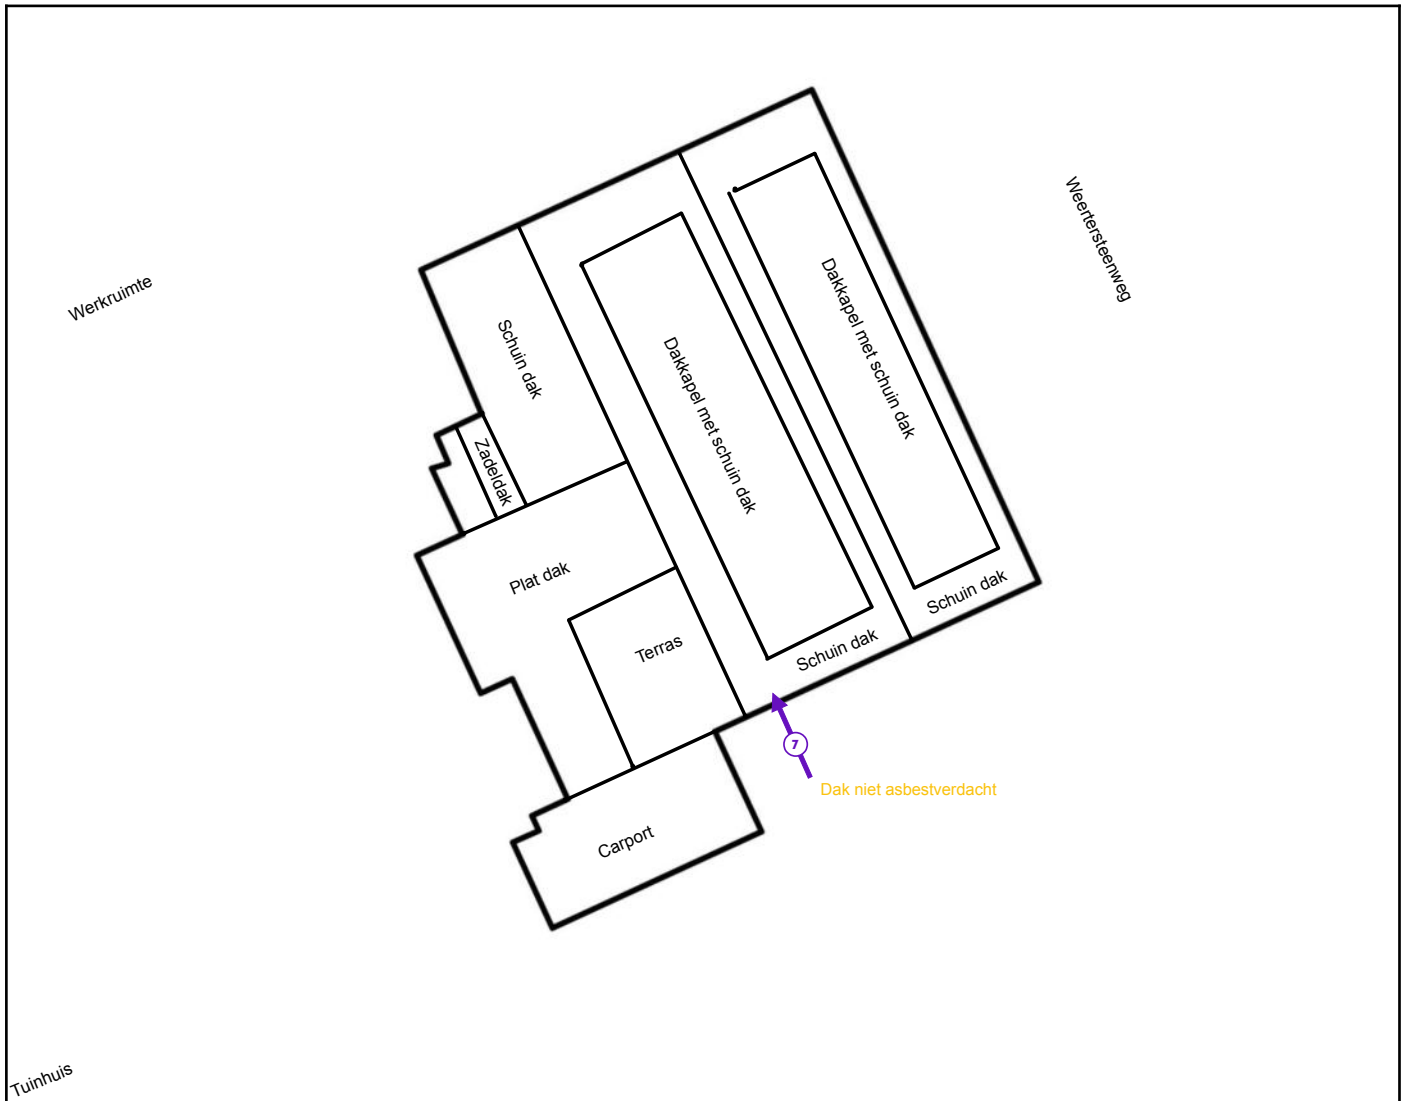 Weertersteenweg
Werkruimte
Dakkapel met schuin dak
Schuin dak
Dakkapel met schuin dak
Zadeldak
Plat dak
Schuin dak
Terras
Schuin dak
7
Dak niet asbestverdacht
Carport
Tuinhuis